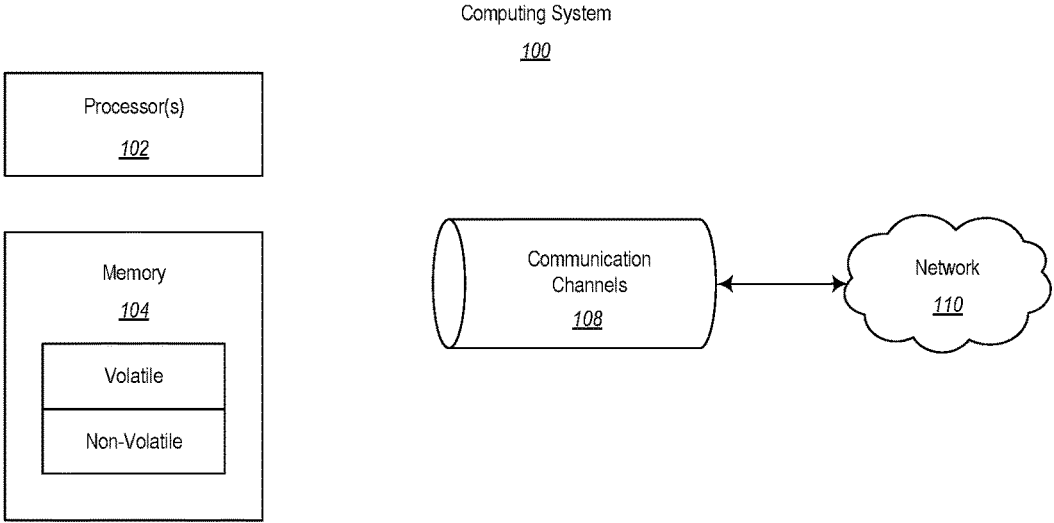 Computing System
100
Processor(s)
102
Memory
104
Volatile
Non-Volatile
Communication
Channels
108
Network
110